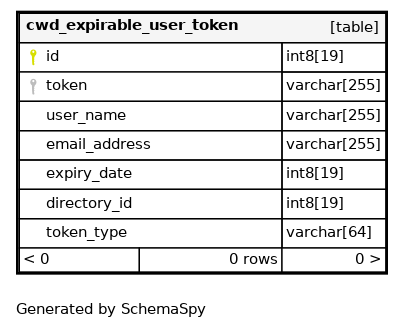 cwd_expirable_user_token [table]
id int8[19]
token varchar[255]
user_name varchar[255]
email_address varchar[255]
expiry_date int8[19]
directory_id int8[19]
token_type varchar[64]
< 0 0 rows 0 >
Generated by SchemaSpy